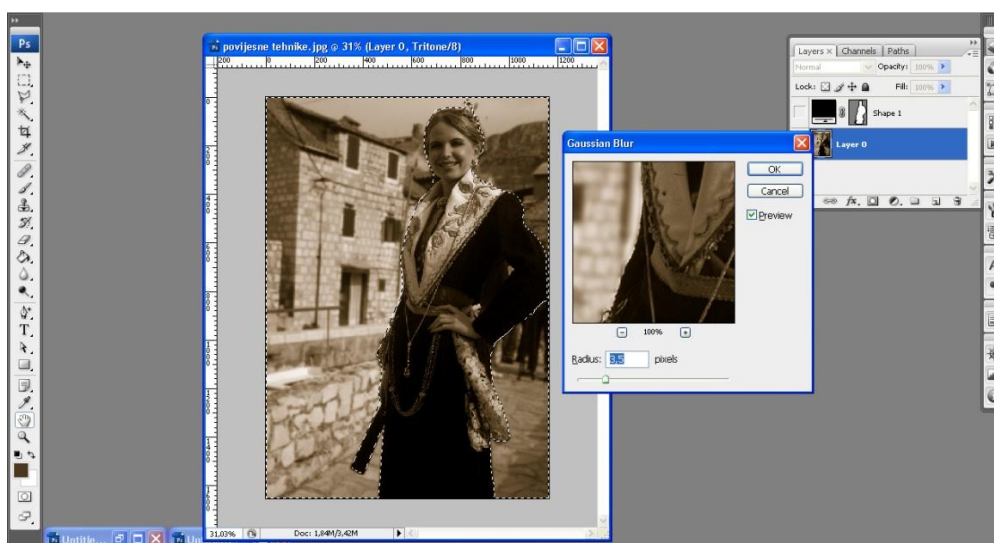 Ps
povijesne tehnike.jpg @ 31% (Layer 0, Tritone/8)
200 0 200 400 600 800 1000 1200
Layers x Channels Paths
Normal Opacity: 100%
Lock: Fill: 100%
Shape 1
Layer 0
Gaussian Blur
OK
Cancel
Preview
100%
Radius: 3,5 pixels
31,03% Doc: 1,84M/3,42M
Untitle...